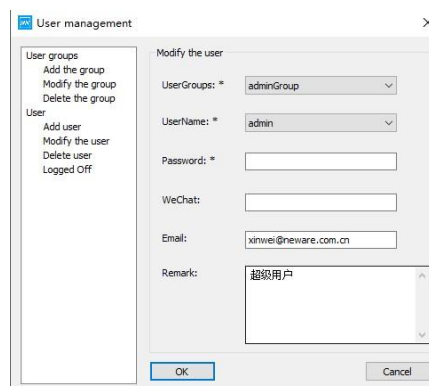 User management
User groups
Add the group
Modify the group
Delete the group
User
Add user
Modify the user
Delete user
Logged Off
Modify the user
UserGroups: * adminGroup
UserName: * admin
Password: *
WeChat:
Email: xinwei@neware.com.cn
Remark: 超级用户
OK Cancel